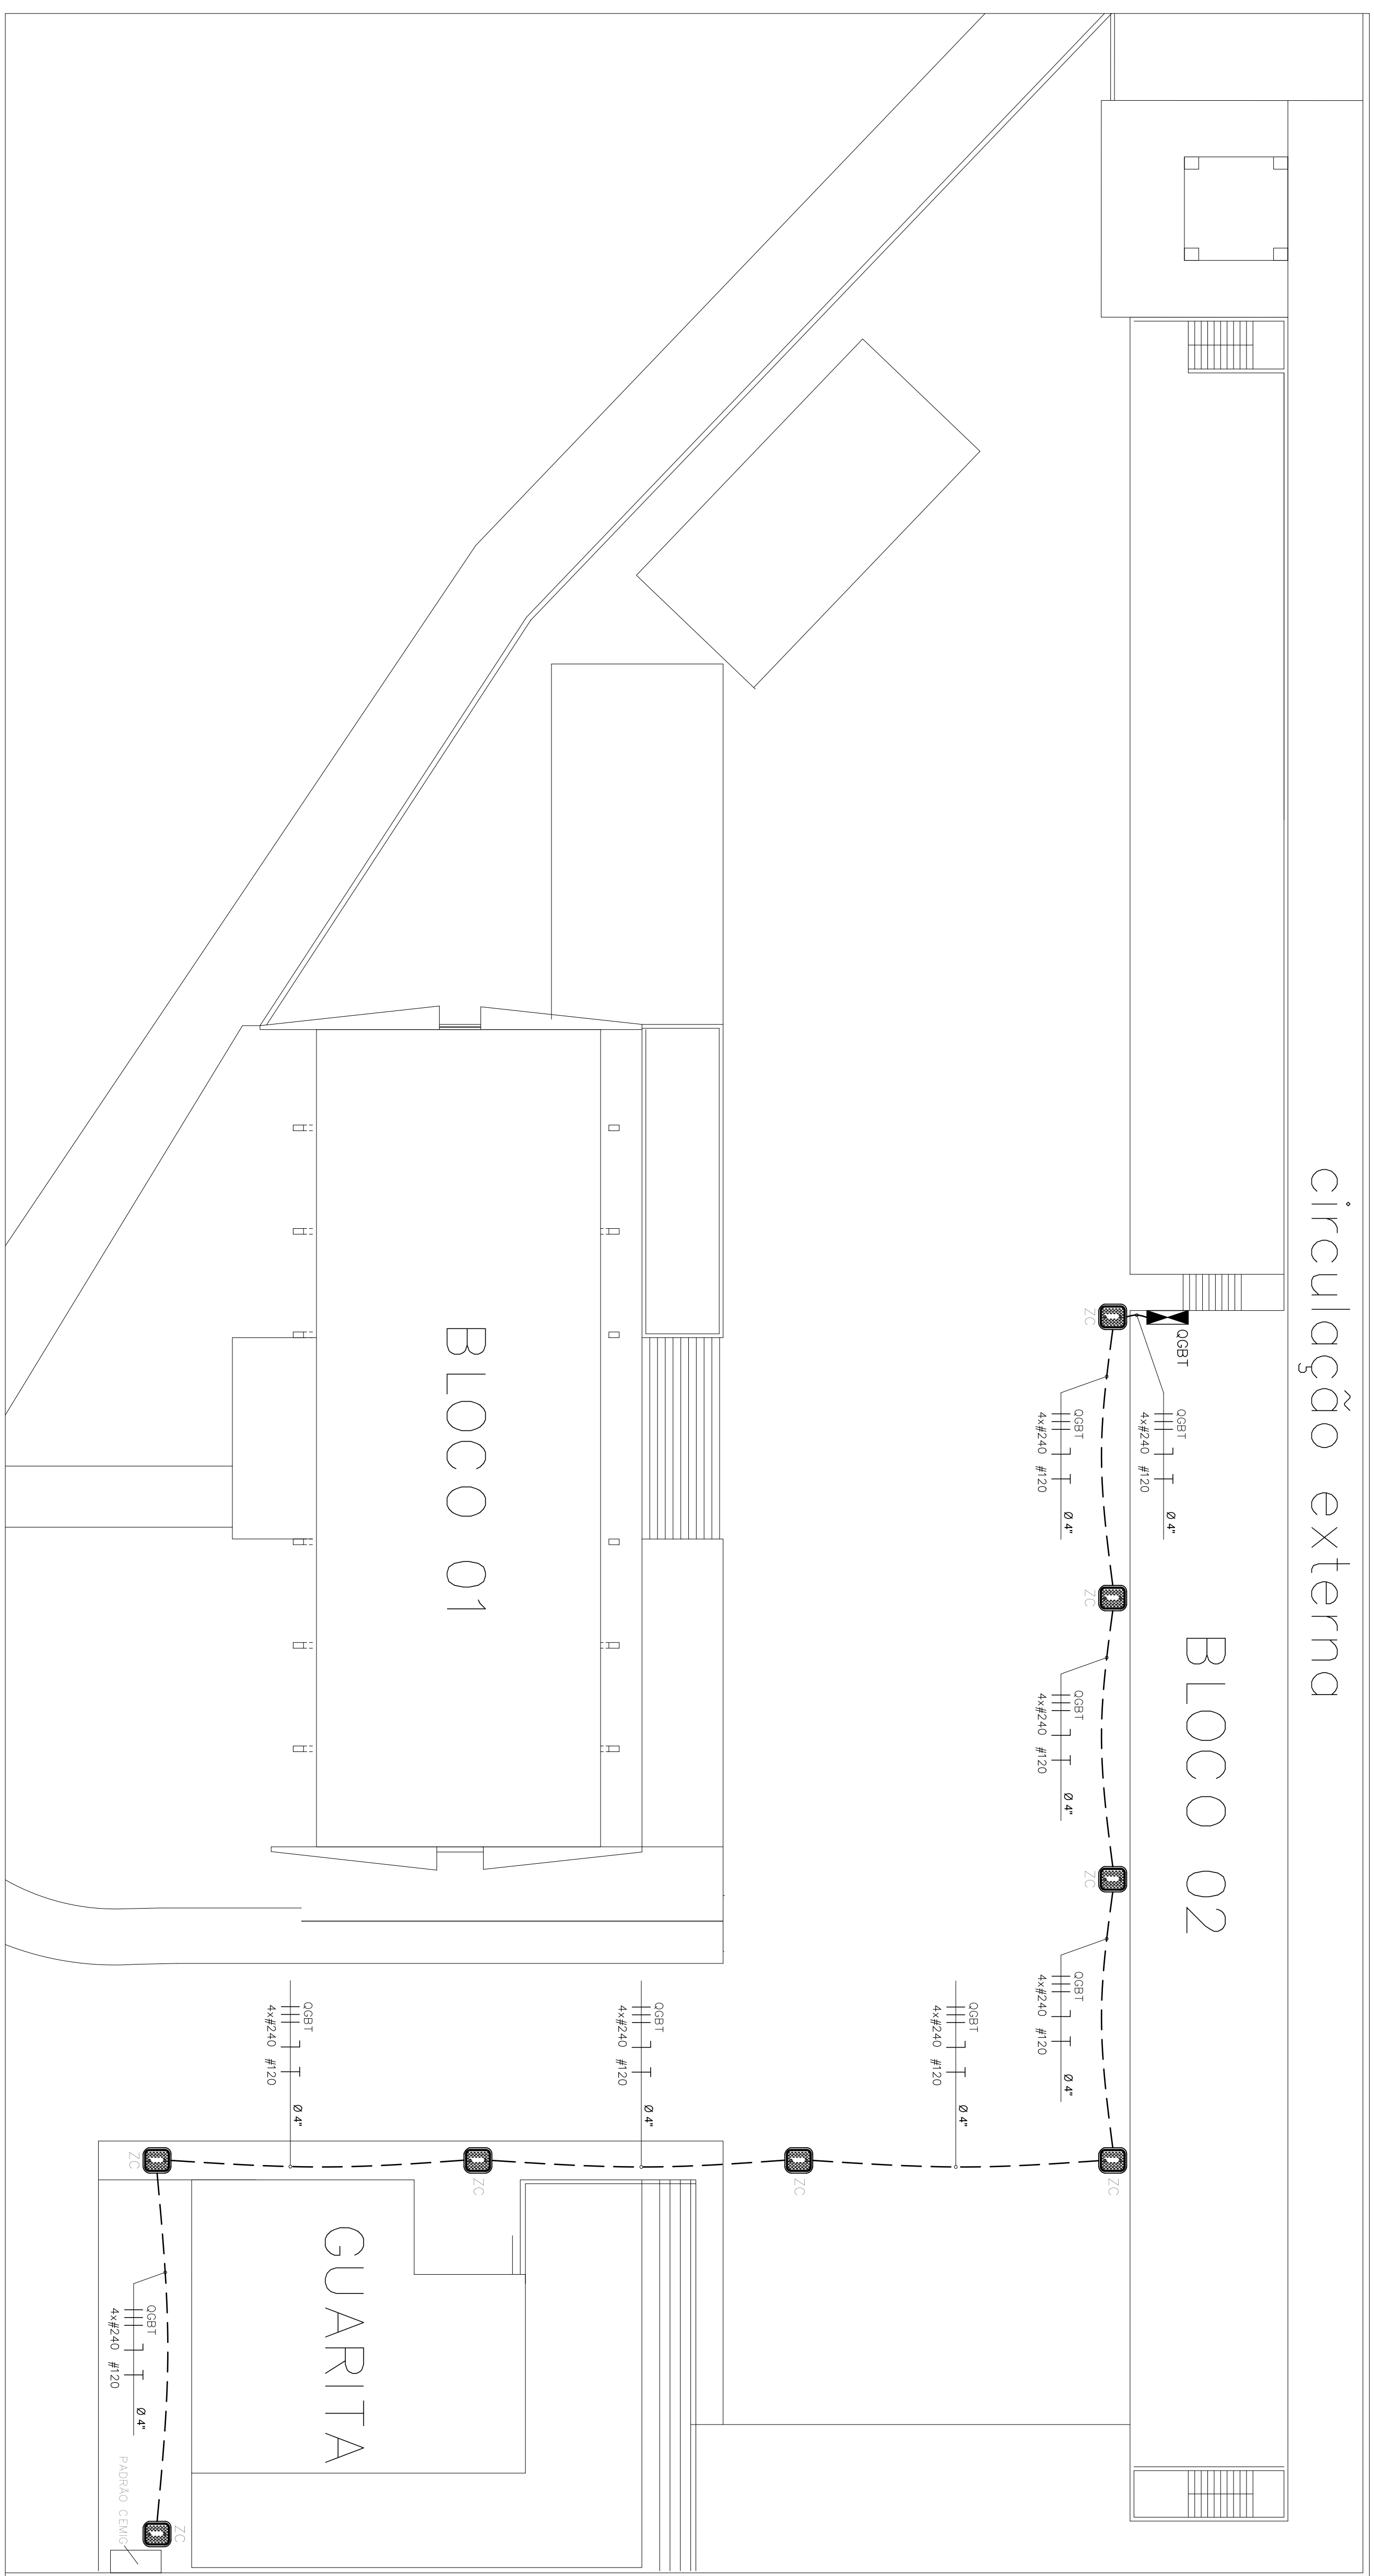 circulação externa
BLOCO 02
QGBT
ZC
QGBT
4x#240 #120
Ø 4"
QGBT
4x#240 #120
Ø 4"
ZC
QGBT
4x#240 #120
Ø 4"
ZC
QGBT
4x#240 #120
Ø 4"
ZC
QGBT
4x#240 #120
Ø 4"
ZC
QGBT
4x#240 #120
Ø 4"
ZC
QGBT
4x#240 #120
Ø 4"
ZC
BLOCO 01
GUARITA
QGBT
4x#240 #120
Ø 4"
ZC
PADRÃO CEMIG